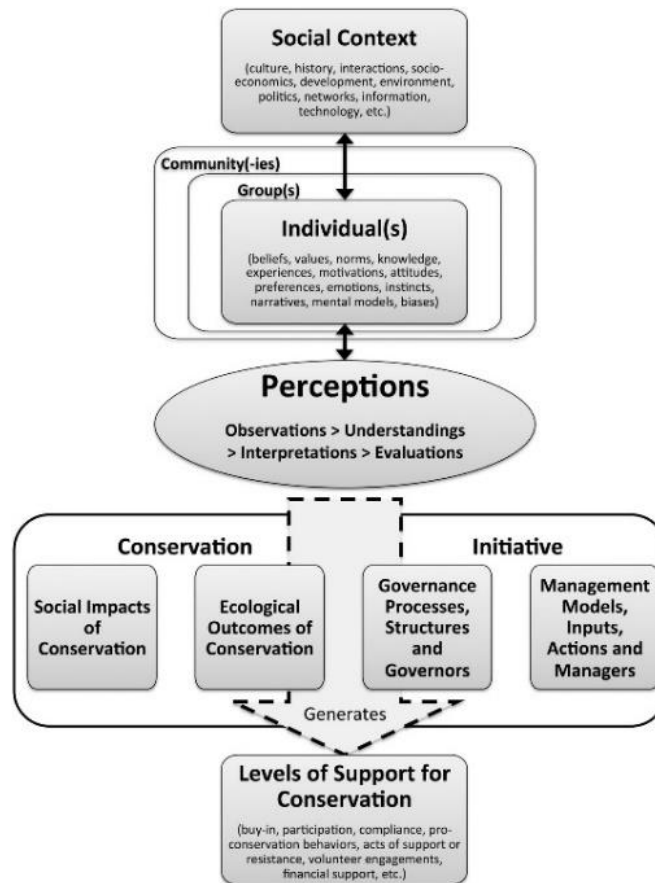 Social Context
(culture, history, interactions, socio-
economics, development, environment,
politics, networks, information,
technology, etc.)
Community(-ies)
Group(s)
Individual(s)
(beliefs, values, norms, knowledge,
experiences, motivations, attitudes,
preferences, emotions, instincts,
narratives, mental models, biases)
Perceptions
Observations > Understandings
> Interpretations > Evaluations
Conservation
Initiative
Social Impacts
of
Conservation
Ecological
Outcomes of
Conservation
Governance
Processes,
Structures
and
Governors
Management
Models,
Inputs,
Actions and
Managers
Generates
Levels of Support for
Conservation
(buy-in, participation, compliance, pro-
conservation behaviors, acts of support or
resistance, volunteer engagements,
financial support, etc.)